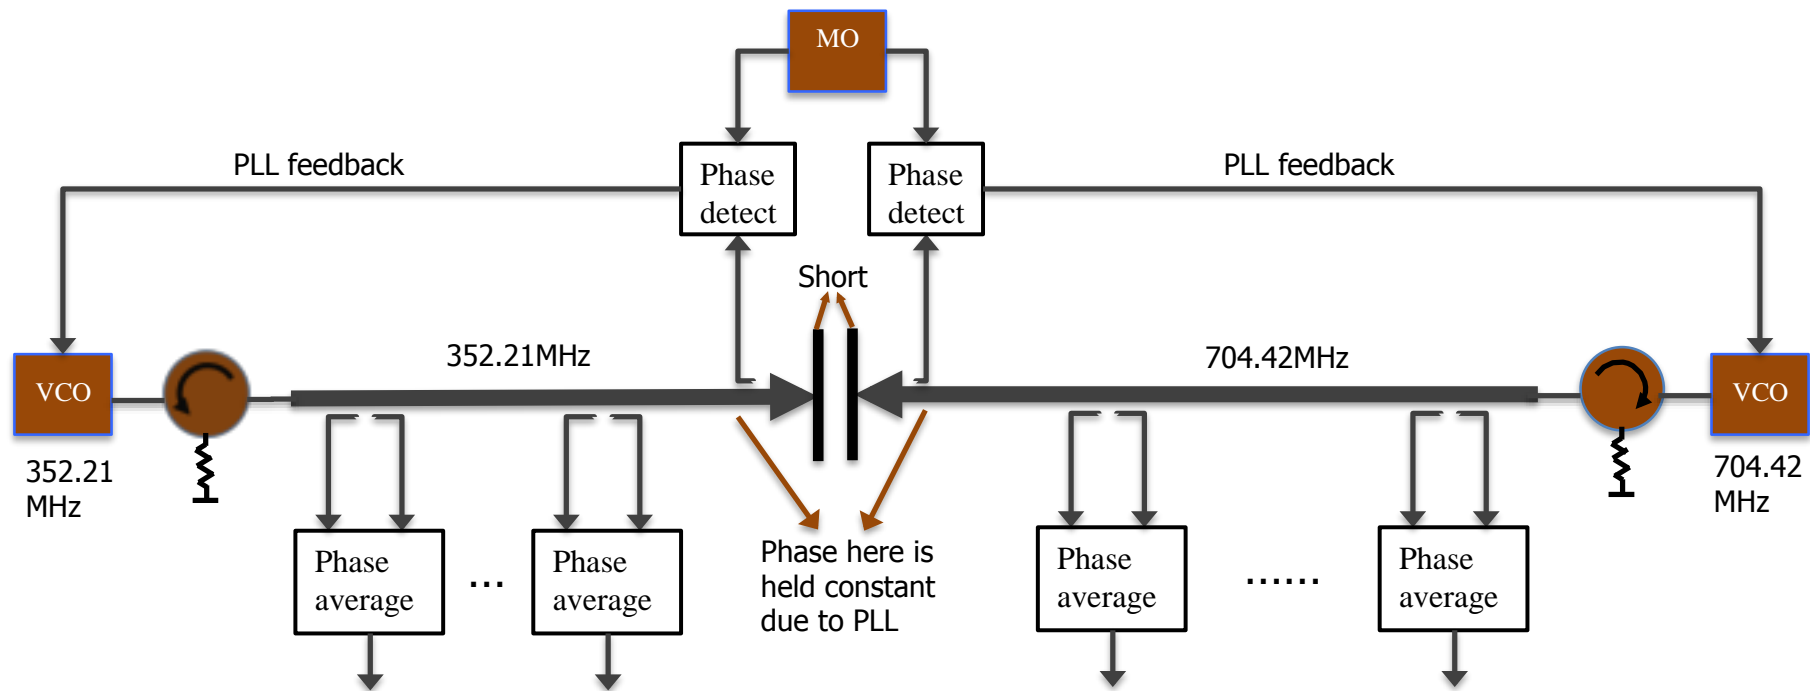 MO
PLL feedback
Phase
detect
Phase
detect
PLL feedback
Short
352.21MHz
704.42MHz
VCO
VCO
352.21
MHz
704.42
MHz
Phase
average
...
Phase
average
Phase here is
held constant
due to PLL
Phase
average
......
Phase
average